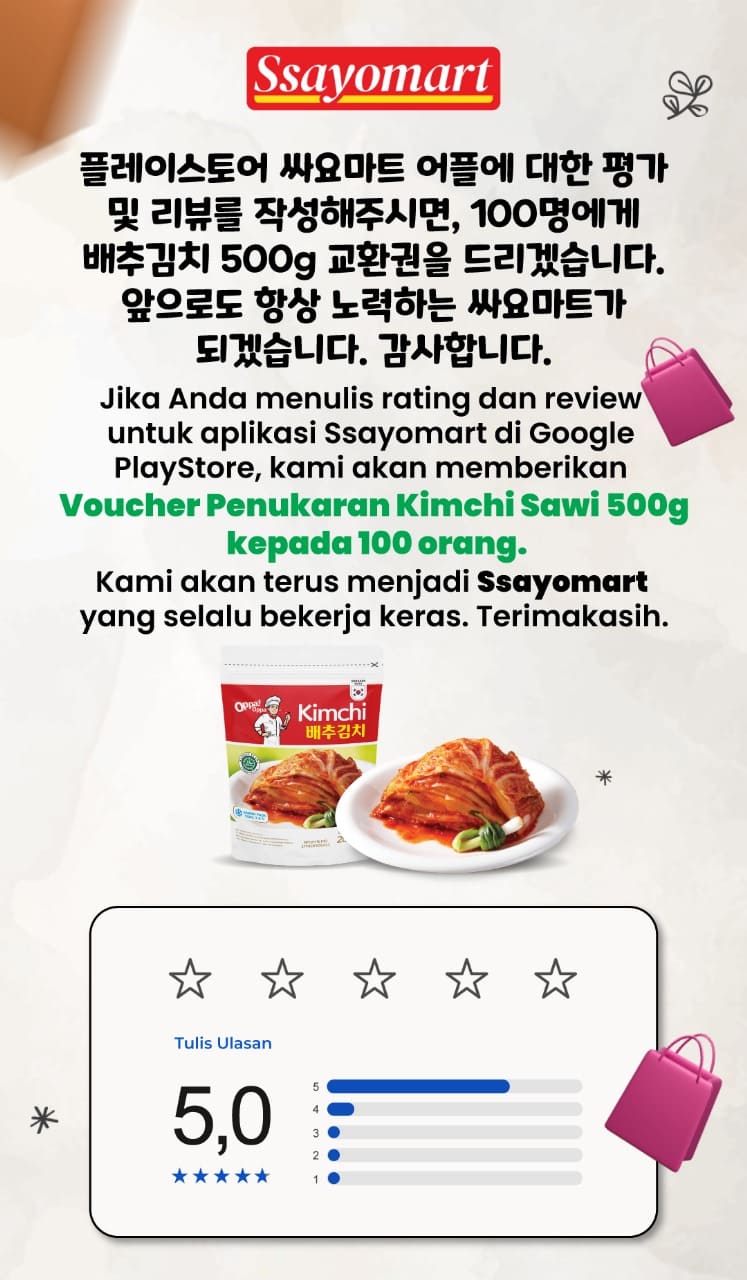 Ssayomart
플레이스토어 싸요마트 어플에 대한 평가
및 리뷰를 작성해주시면, 100명에게
배추김치 500g 교환권을 드리겠습니다.
앞으로도 항상 노력하는 싸요마트가
되겠습니다. 감사합니다.
Jika Anda menulis rating dan review
untuk aplikasi Ssayomart di Google
PlayStore, kami akan memberikan
Voucher Penukaran Kimchi Sawi 500g
kepada 100 orang.
Kami akan terus menjadi Ssayomart
yang selalu bekerja keras. Terimakasih.
Oppa!
Oppa
Kimchi
배추김치
Tulis Ulasan
5,0
5
4
3
2
1